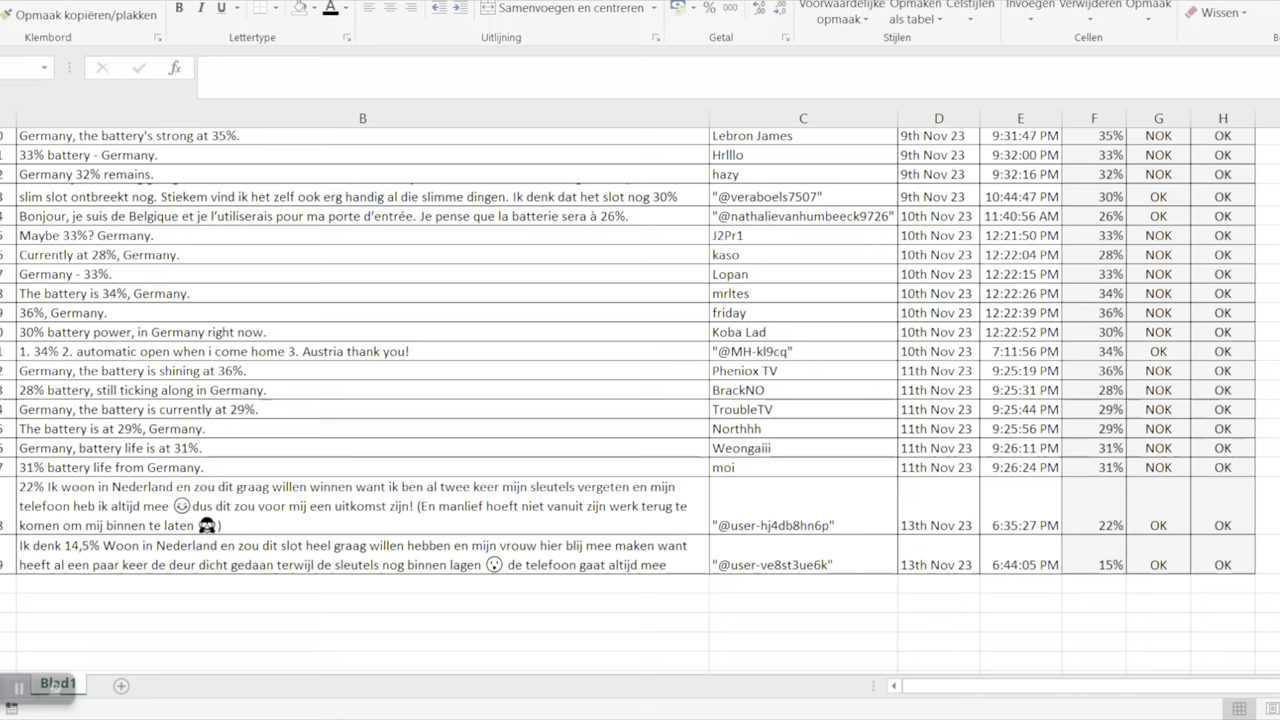 Opmaak kopiëren/plakken
B I U A
Samenvoegen en centreren
% 000
Voorwaardelijke Opmaken Celstijlen
opmaak als tabel
Invoegen Verwijderen Opmaak
Wissen
Klembord Lettertype Uitlijning Getal Stijlen Cellen
fx
B C D E F G H
Germany, the battery's strong at 35%. Lebron James 9th Nov 23 9:31:47 PM 35% NOK OK
33% battery - Germany. Hrlllo 9th Nov 23 9:32:00 PM 33% NOK OK
Germany 32% remains. hazy 9th Nov 23 9:32:16 PM 32% NOK OK
slim slot ontbreekt nog. Stiekem vind ik het zelf ook erg handig al die slimme dingen. Ik denk dat het slot nog 30% "@veraboels7507" 9th Nov 23 10:44:47 PM 30% OK OK
Bonjour, je suis de Belgique et je l'utiliserais pour ma porte d'entrée. Je pense que la batterie sera à 26%. "@nathalievanhumbeeck9726" 10th Nov 23 11:40:56 AM 26% OK OK
Maybe 33%? Germany. J2Pr1 10th Nov 23 12:21:50 PM 33% NOK OK
Currently at 28%, Germany. kaso 10th Nov 23 12:22:04 PM 28% NOK OK
Germany - 33%. Lopan 10th Nov 23 12:22:15 PM 33% NOK OK
The battery is 34%, Germany. mrltes 10th Nov 23 12:22:26 PM 34% NOK OK
36%, Germany. friday 10th Nov 23 12:22:39 PM 36% NOK OK
30% battery power, in Germany right now. Koba Lad 10th Nov 23 12:22:52 PM 30% NOK OK
1. 34% 2. automatic open when i come home 3. Austria thank you! "@MH-kl9cq" 10th Nov 23 7:11:56 PM 34% OK OK
Germany, the battery is shining at 36%. Pheniox TV 11th Nov 23 9:25:19 PM 36% NOK OK
28% battery, still ticking along in Germany. BrackNO 11th Nov 23 9:25:31 PM 28% NOK OK
Germany, the battery is currently at 29%. TroubleTV 11th Nov 23 9:25:44 PM 29% NOK OK
The battery is at 29%, Germany. Northhh 11th Nov 23 9:25:56 PM 29% NOK OK
Germany, battery life is at 31%. Weongaiii 11th Nov 23 9:26:11 PM 31% NOK OK
31% battery life from Germany. moi 11th Nov 23 9:26:24 PM 31% NOK OK
22% Ik woon in Nederland en zou dit graag willen winnen want ik ben al twee keer mijn sleutels vergeten en mijn
telefoon heb ik altijd mee 😊dus dit zou voor mij een uitkomst zijn! (En manlief hoeft niet vanuit zijn werk terug te
komen om mij binnen te laten 🙈) "@user-hj4db8hn6p" 13th Nov 23 6:35:27 PM 22% OK OK
Ik denk 14,5% Woon in Nederland en zou dit slot heel graag willen hebben en mijn vrouw hier blij mee maken want
heeft al een paar keer de deur dicht gedaan terwijl de sleutels nog binnen lagen 😮 de telefoon gaat altijd mee "@user-ve8st3ue6k" 13th Nov 23 6:44:05 PM 15% OK OK
Blad1